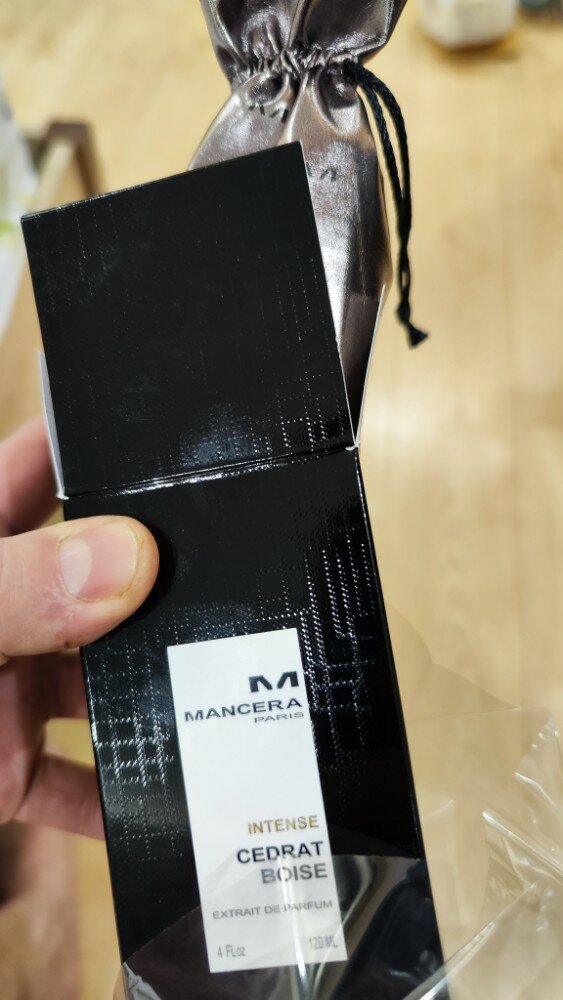 MANCERA
PARIS
INTENSE
CEDRAT
BOISE
EXTRAIT DE PARFUM
4 FLoz 120 ML